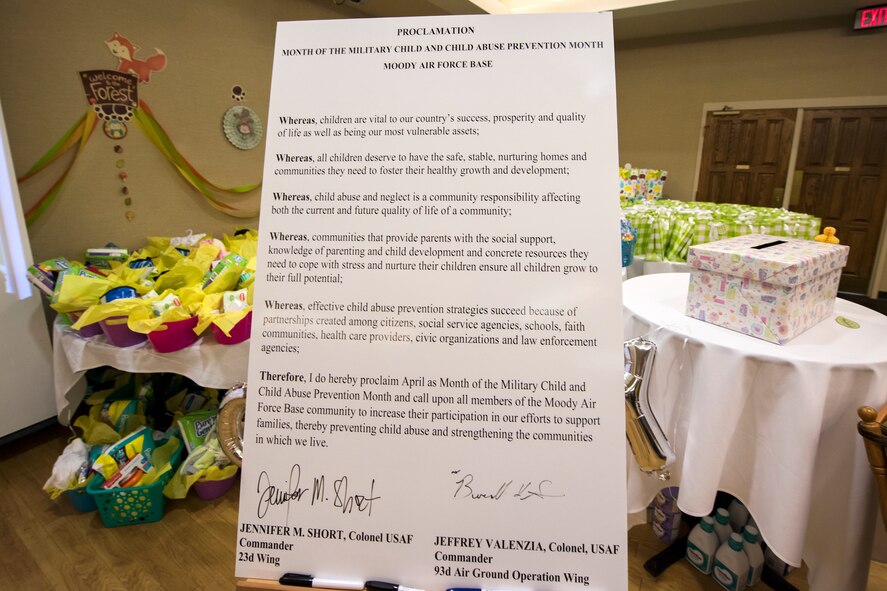 PROCLAMATION
MONTH OF THE MILITARY CHILD AND CHILD ABUSE PREVENTION MONTH
MOODY AIR FORCE BASE
Whereas, children are vital to our country's success, prosperity and quality
of life as well as being our most vulnerable assets;
Whereas, all children deserve to have the safe, stable, nurturing homes and
communities they need to foster their healthy growth and development;
Whereas, child abuse and neglect is a community responsibility affecting
both the current and future quality of life of a community;
Whereas, communities that provide parents with the social support,
knowledge of parenting and child development and concrete resources they
need to cope with stress and nurture their children ensure all children grow to
their full potential;
Whereas, effective child abuse prevention strategies succeed because of
partnerships created among citizens, social service agencies, schools, faith
communities, health care providers, civic organizations and law enforcement
agencies;
Therefore, I do hereby proclaim April as Month of the Military Child and
Child Abuse Prevention Month and call upon all members of the Moody Air
Force Base community to increase their participation in our efforts to support
families, thereby preventing child abuse and strengthening the communities
in which we live.
Jennifer M. Short
JENNIFER M. SHORT, Colonel USAF
Commander
23d Wing
JEFFREY VALENZIA, Colonel, USAF
Commander
93d Air Ground Operation Wing
welcome
to the
Forest
EXI